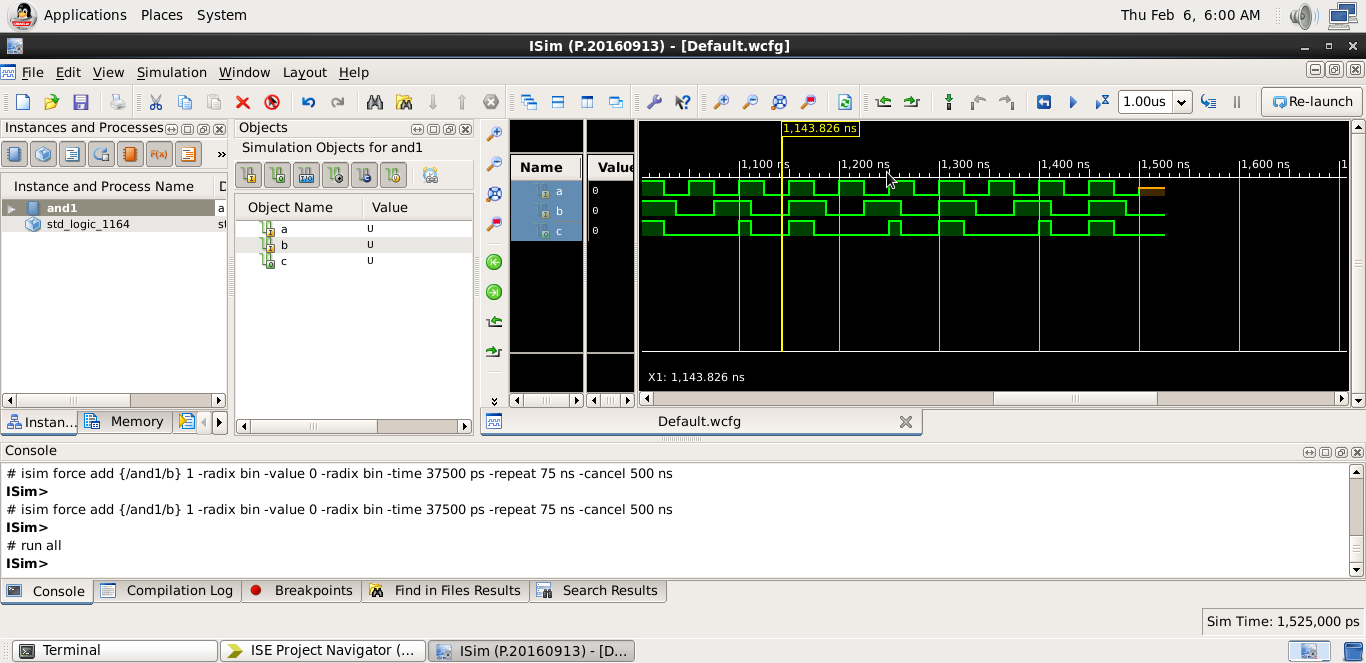 Applications Places System Thu Feb 6, 6:00 AM
ISim (P.20160913) - [Default.wcfg]
File Edit View Simulation Window Layout Help
1.00us Re-launch
Instances and Processes
Instance and Process Name D
and1 a
std_logic_1164 st
Instan... Memory
Objects
Simulation Objects for and1
Object Name Value
a U
b U
c U
Name Value
a 0
b 0
c 0
1,143.826 ns
1,100 ns 1,200 ns 1,300 ns 1,400 ns 1,500 ns 1,600 ns 1
X1: 1,143.826 ns
Default.wcfg
Console
# isim force add {/and1/b} 1 -radix bin -value 0 -radix bin -time 37500 ps -repeat 75 ns -cancel 500 ns
ISim>
# isim force add {/and1/b} 1 -radix bin -value 0 -radix bin -time 37500 ps -repeat 75 ns -cancel 500 ns
ISim>
# run all
ISim>
Console Compilation Log Breakpoints Find in Files Results Search Results
Sim Time: 1,525,000 ps
Terminal ISE Project Navigator (... ISim (P.20160913) - [D...